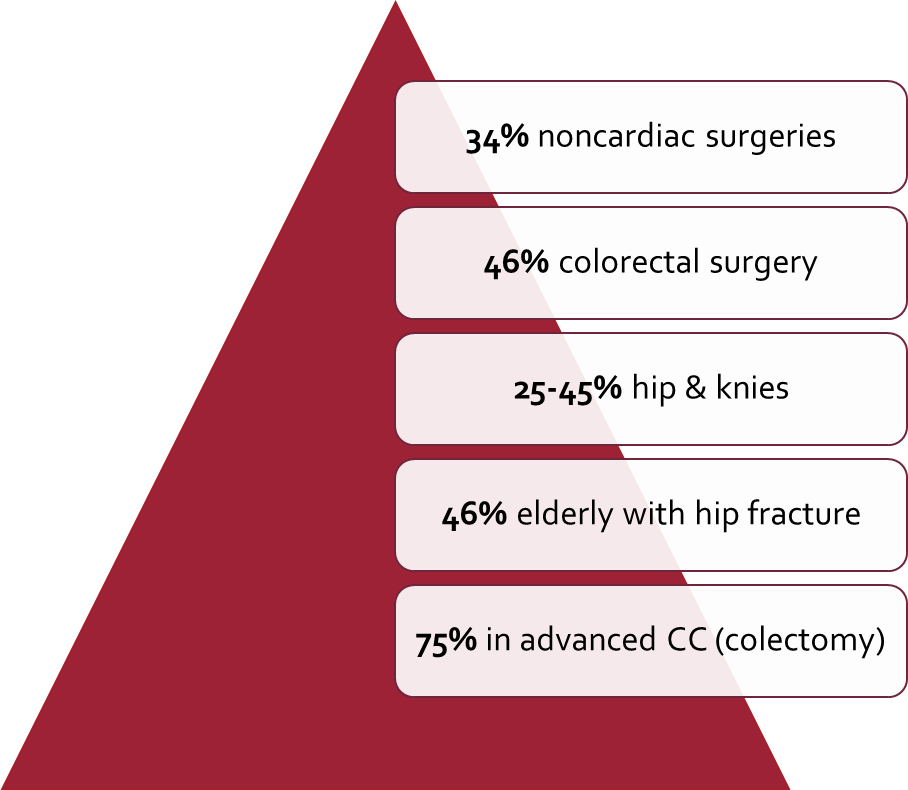 34% noncardiac surgeries
46% colorectal surgery
25-45% hip & knies
46% elderly with hip fracture
75% in advanced CC (colectomy)